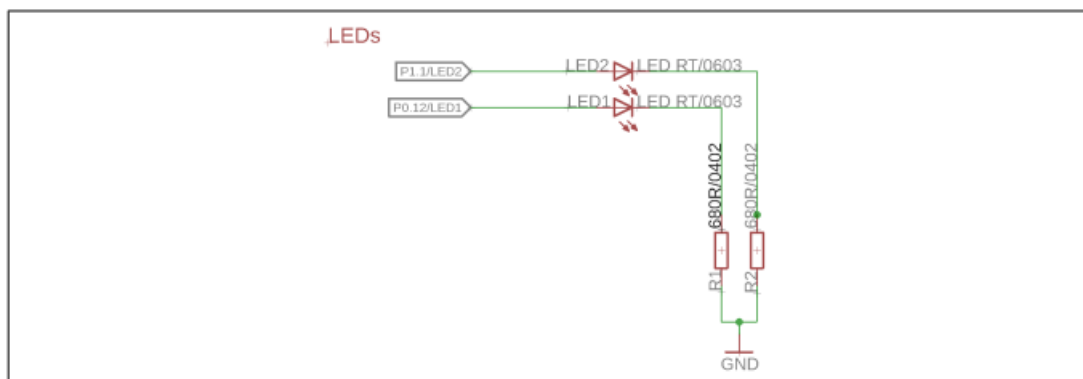 LEDs
P1.1/LED2
LED2
LED RT/0603
P0.12/LED1
LED1
LED RT/0603
680R/0402
680R/0402
R1
R2
GND